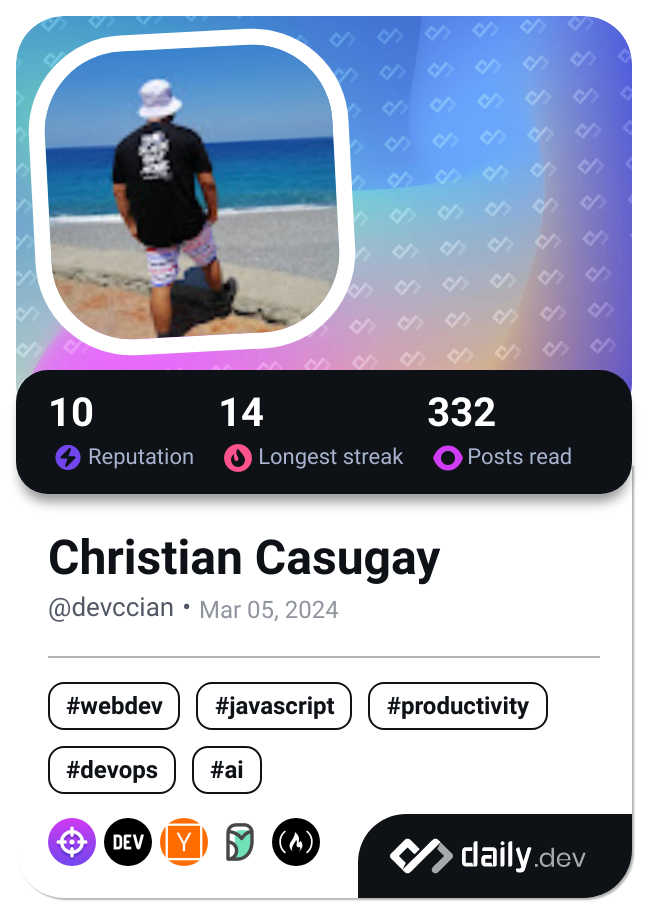 10 14 332
Reputation Longest streak Posts read
Christian Casugay
@devccian • Mar 05, 2024
#webdev #javascript #productivity
#devops #ai
DEV Y
daily.dev